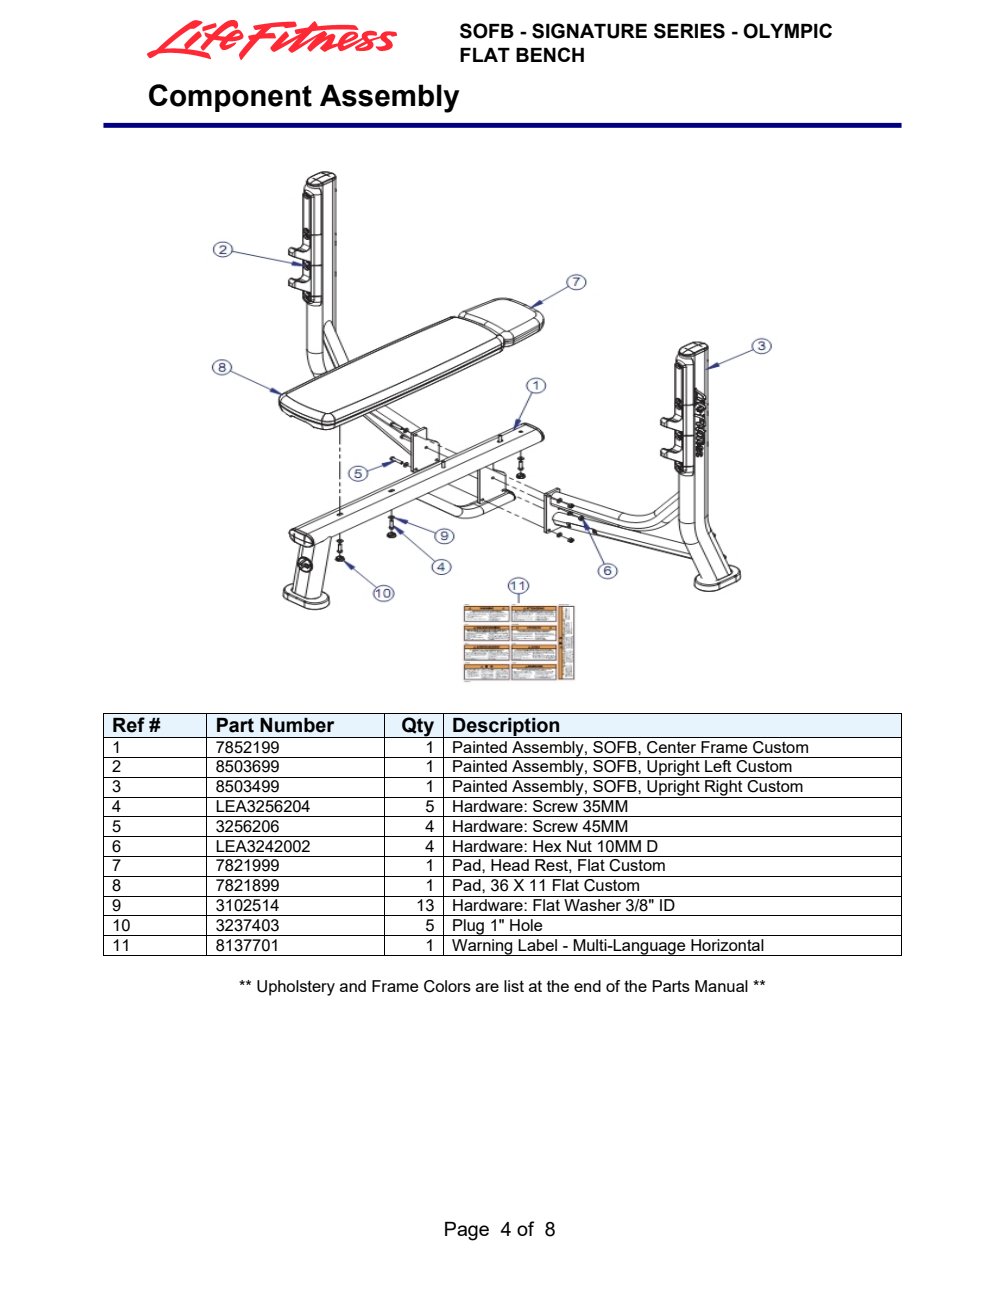 Life Fitness
SOFB - SIGNATURE SERIES - OLYMPIC
FLAT BENCH
Component Assembly
2
7
3
8
1
5
9
4
6
10
11
Ref # Part Number Qty Description
1 7852199 1 Painted Assembly, SOFB, Center Frame Custom
2 8503699 1 Painted Assembly, SOFB, Upright Left Custom
3 8503499 1 Painted Assembly, SOFB, Upright Right Custom
4 LEA3256204 5 Hardware: Screw 35MM
5 3256206 4 Hardware: Screw 45MM
6 LEA3242002 4 Hardware: Hex Nut 10MM D
7 7821999 1 Pad, Head Rest, Flat Custom
8 7821899 1 Pad, 36 X 11 Flat Custom
9 3102514 13 Hardware: Flat Washer 3/8" ID
10 3237403 5 Plug 1" Hole
11 8137701 1 Warning Label - Multi-Language Horizontal
** Upholstery and Frame Colors are list at the end of the Parts Manual **
Page 4 of 8